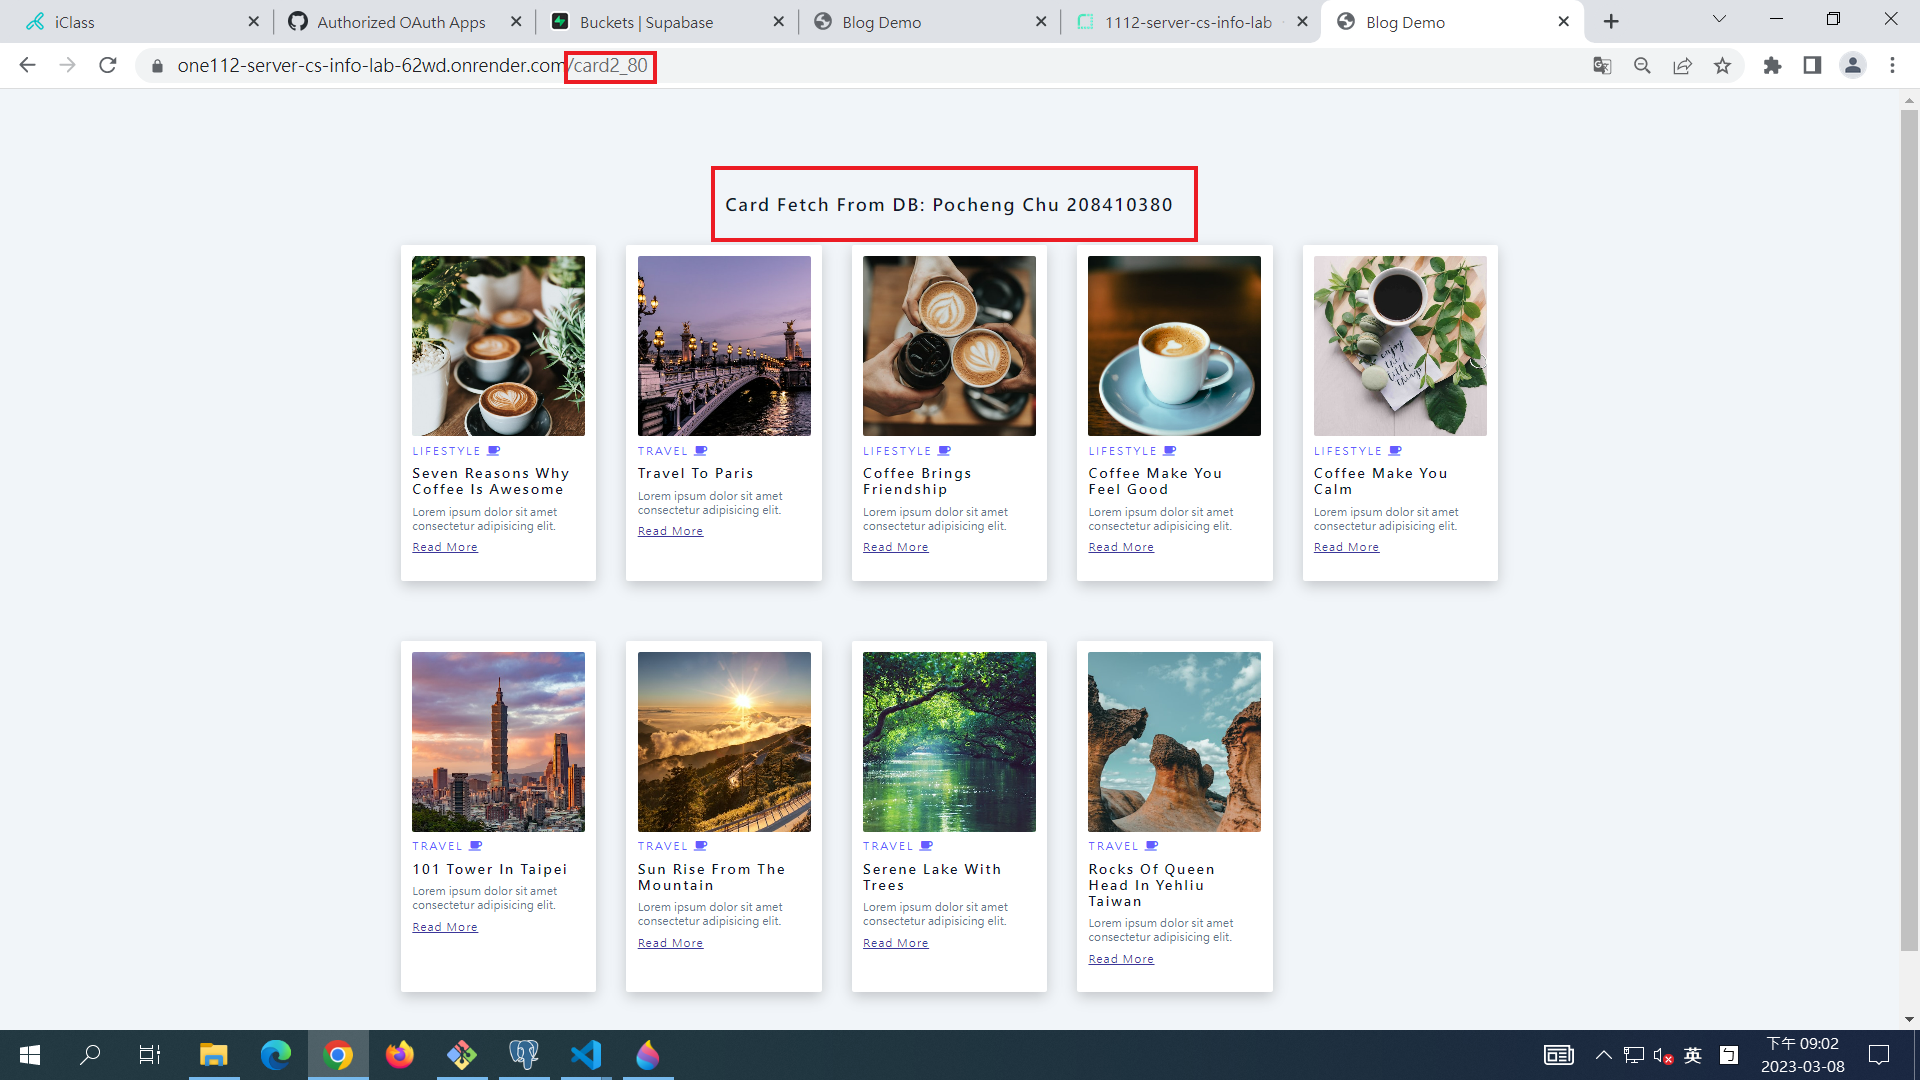 iClass
Authorized OAuth Apps
Buckets | Supabase
Blog Demo
1112-server-cs-info-lab
Blog Demo
one112-server-cs-info-lab-62wd.onrender.com/card2_80
Card Fetch From DB: Pocheng Chu 208410380
LIFESTYLE
Seven Reasons Why
Coffee Is Awesome
Lorem ipsum dolor sit amet
consectetur adipisicing elit.
Read More
TRAVEL
Travel To Paris
Lorem ipsum dolor sit amet
consectetur adipisicing elit.
Read More
LIFESTYLE
Coffee Brings
Friendship
Lorem ipsum dolor sit amet
consectetur adipisicing elit.
Read More
LIFESTYLE
Coffee Make You
Feel Good
Lorem ipsum dolor sit amet
consectetur adipisicing elit.
Read More
enjoy
the
little
things
LIFESTYLE
Coffee Make You
Calm
Lorem ipsum dolor sit amet
consectetur adipisicing elit.
Read More
TRAVEL
101 Tower In Taipei
Lorem ipsum dolor sit amet
consectetur adipisicing elit.
Read More
TRAVEL
Sun Rise From The
Mountain
Lorem ipsum dolor sit amet
consectetur adipisicing elit.
Read More
TRAVEL
Serene Lake With
Trees
Lorem ipsum dolor sit amet
consectetur adipisicing elit.
Read More
TRAVEL
Rocks Of Queen
Head In Yehliu
Taiwan
Lorem ipsum dolor sit amet
consectetur adipisicing elit.
Read More
英
ㄅ
下午 09:02
2023-03-08